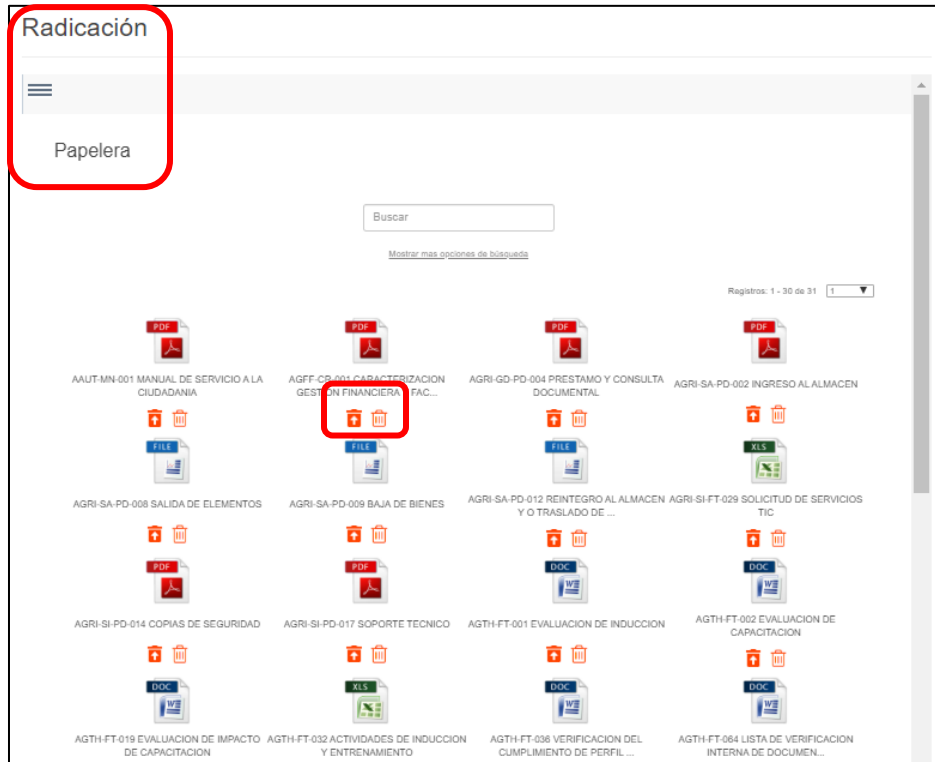 Radicación
Papelera
Buscar
Mostrar mas opciones de búsqueda
Registros: 1 - 30 de 31 1
PDF PDF PDF PDF
AAUT-MN-001 MANUAL DE SERVICIO A LA
CIUDADANIA
AGFF-CR-001 CARACTERIZACION
GESTION FINANCIERA FAC...
AGRI-GD-PD-004 PRESTAMO Y CONSULTA
DOCUMENTAL
AGRI-SA-PD-002 INGRESO AL ALMACEN
FILE FILE FILE XLS
AGRI-SA-PD-008 SALIDA DE ELEMENTOS
AGRI-SA-PD-009 BAJA DE BIENES
AGRI-SA-PD-012 REINTEGRO AL ALMACEN
Y O TRASLADO DE ...
AGRI-SI-FT-029 SOLICITUD DE SERVICIOS
TIC
PDF PDF DOC DOC
AGRI-SI-PD-014 COPIAS DE SEGURIDAD
AGRI-SI-PD-017 SOPORTE TECNICO
AGTH-FT-001 EVALUACION DE INDUCCION
AGTH-FT-002 EVALUACION DE
CAPACITACION
DOC XLS DOC DOC
AGTH-FT-019 EVALUACION DE IMPACTO
DE CAPACITACION
AGTH-FT-032 ACTIVIDADES DE INDUCCION
Y ENTRENAMIENTO
AGTH-FT-036 VERIFICACION DEL
CUMPLIMIENTO DE PERFIL ...
AGTH-FT-064 LISTA DE VERIFICACION
INTERNA DE DOCUMEN...